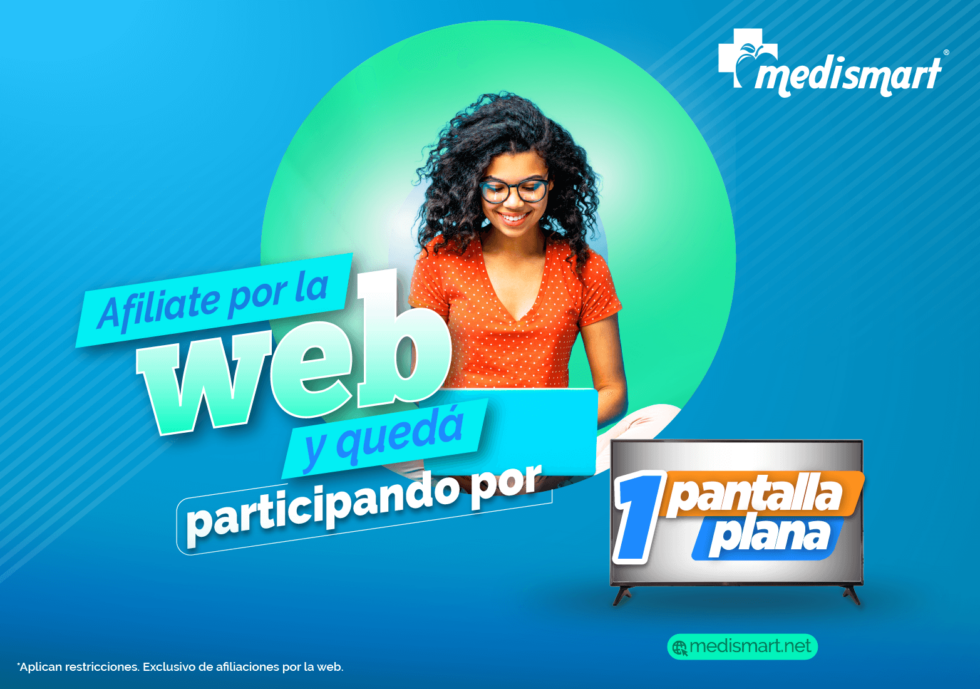 medismart®
Afiliate por la
web
y quedá
participando por
1 pantalla
plana
medismart.net
*Aplican restricciones. Exclusivo de afiliaciones por la web.